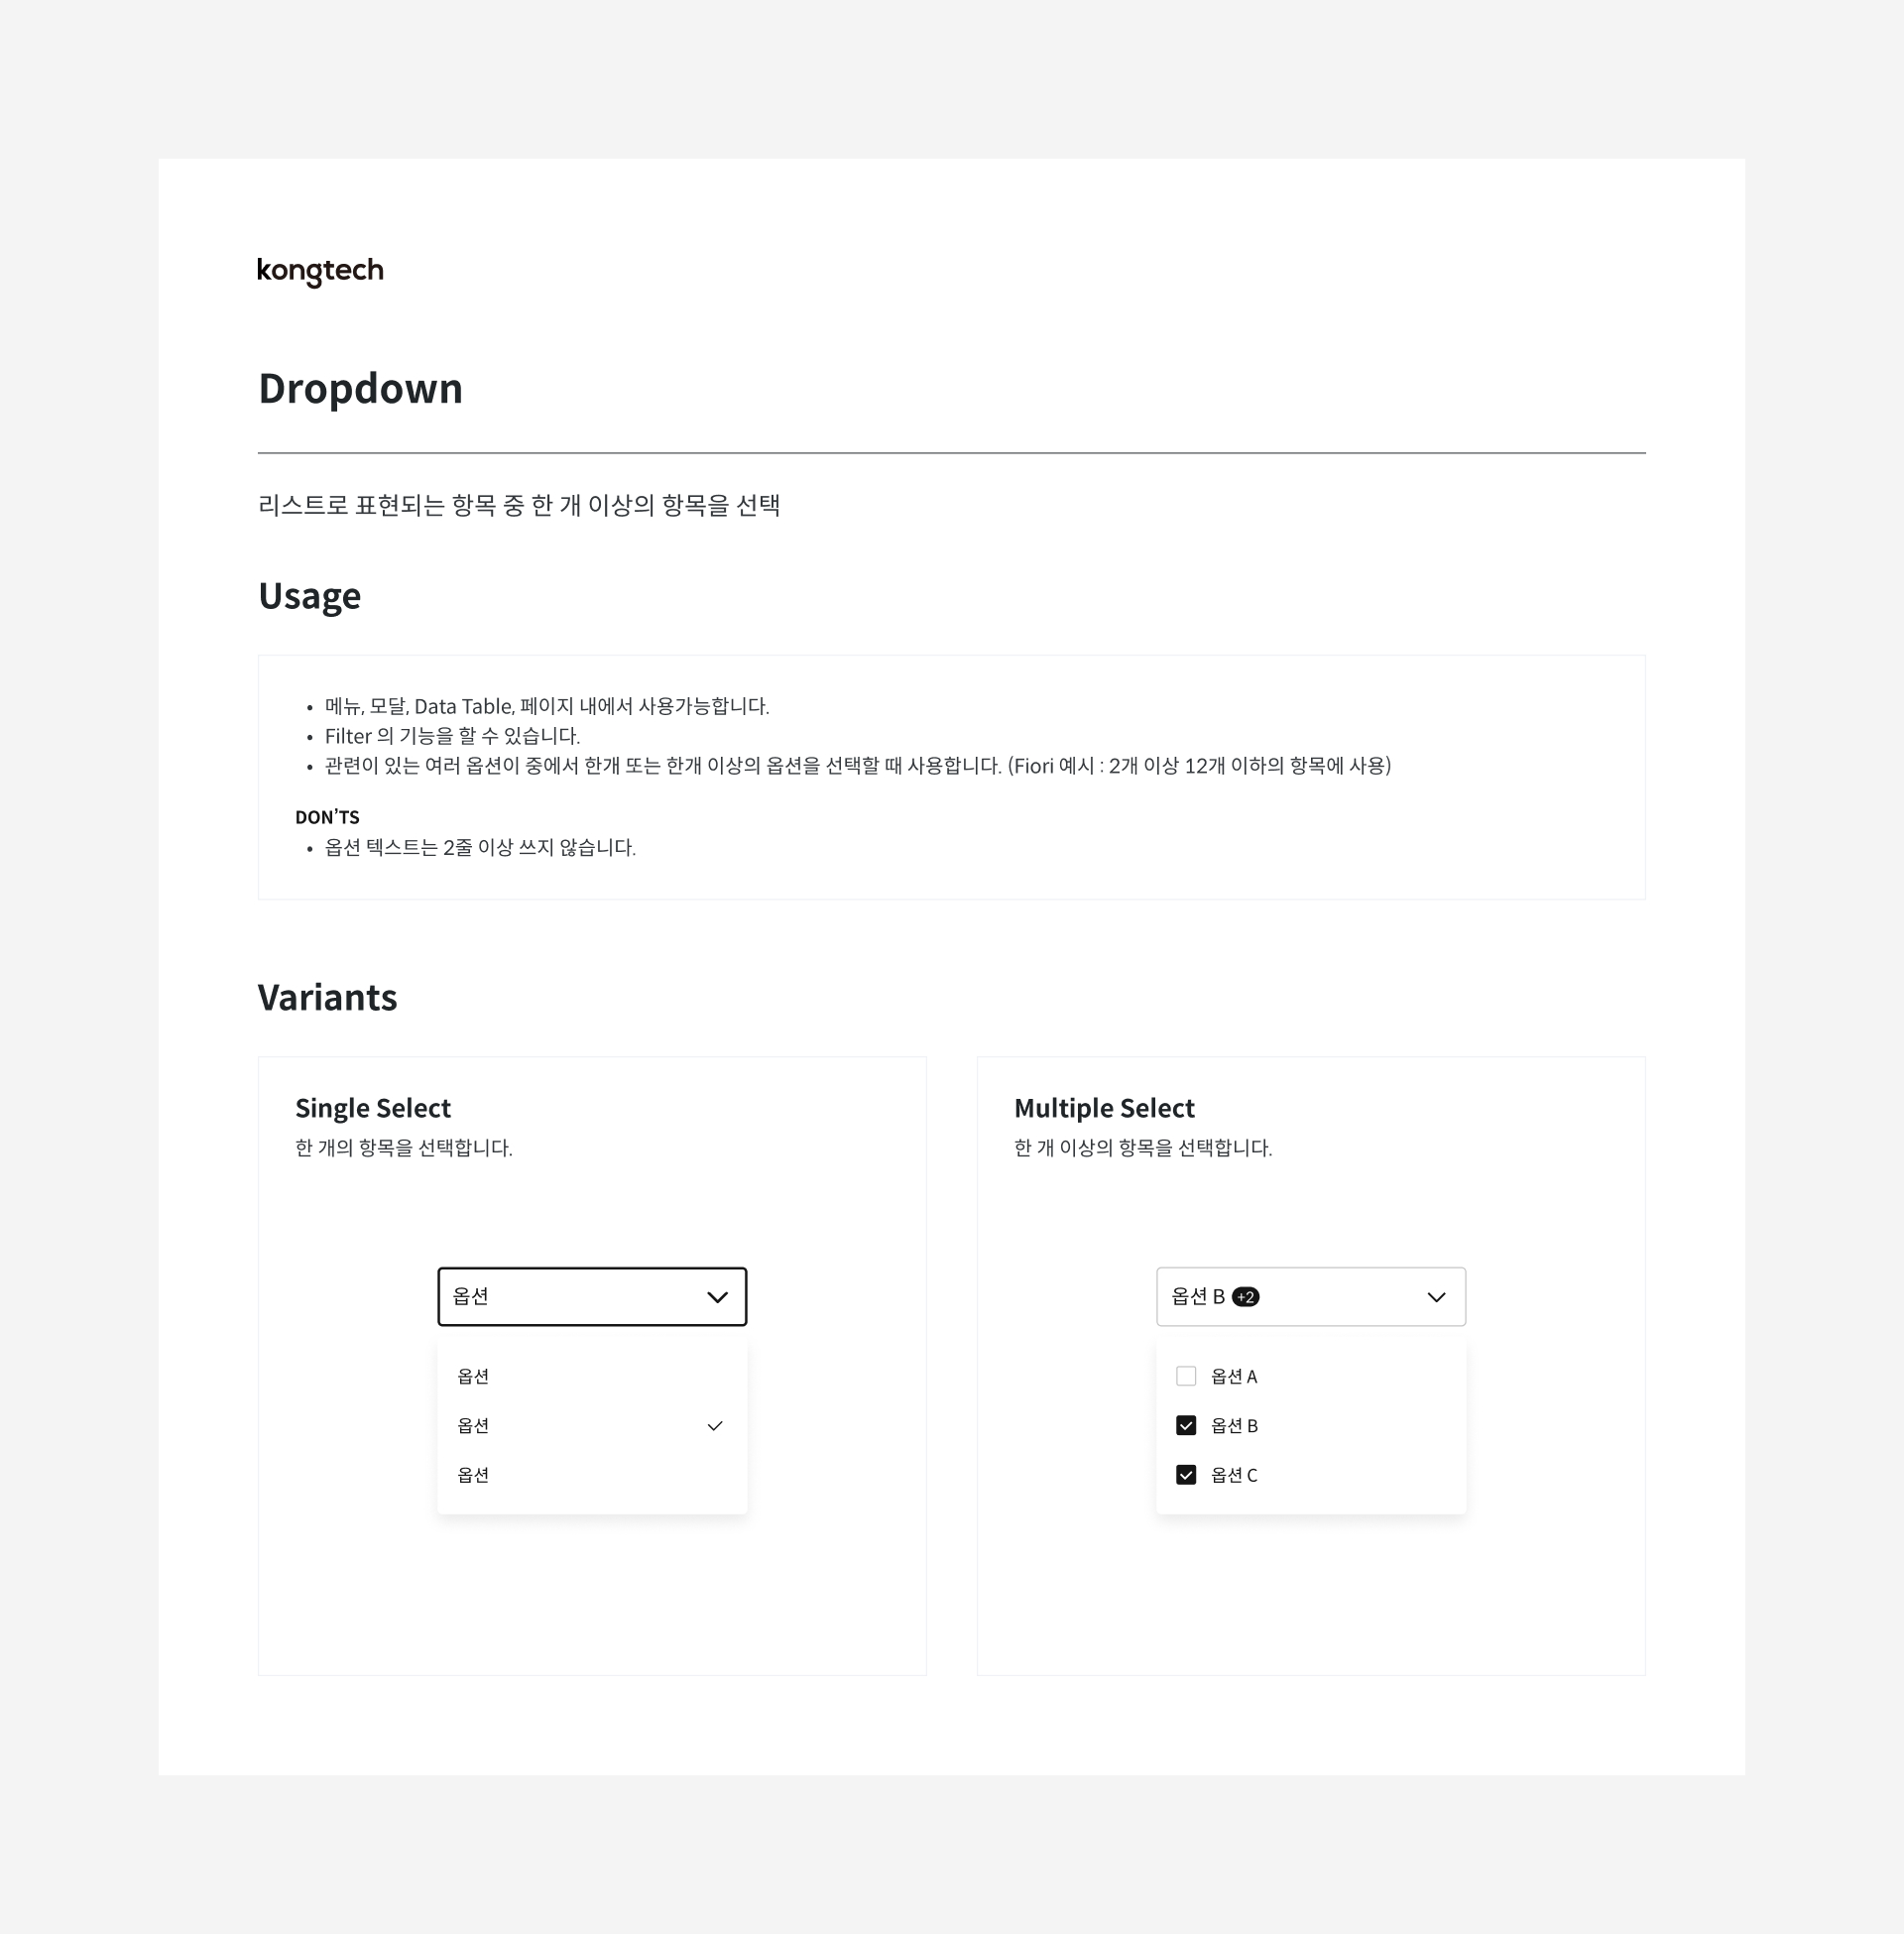 kongtech
Dropdown
리스트로 표현되는 항목 중 한 개 이상의 항목을 선택
Usage
• 메뉴, 모달, Data Table, 페이지 내에서 사용가능합니다.
• Filter 의 기능을 할 수 있습니다.
• 관련이 있는 여러 옵션이 중에서 한개 또는 한개 이상의 옵션을 선택할 때 사용합니다. (Fiori 예시 : 2개 이상 12개 이하의 항목에 사용)
DON’TS
• 옵션 텍스트는 2줄 이상 쓰지 않습니다.
Variants
Single Select
한 개의 항목을 선택합니다.
옵션
옵션
옵션
옵션
Multiple Select
한 개 이상의 항목을 선택합니다.
옵션 B +2
옵션 A
옵션 B
옵션 C